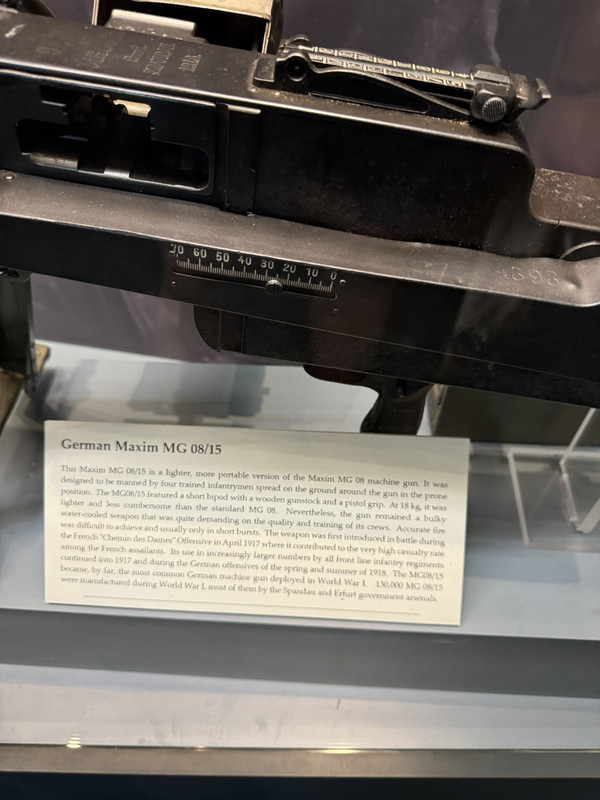 70 60 50 40 30 20 10 0
4393
German Maxim MG 08/15
This Maxim MG 08/15 is a lighter, more portable version of the Maxim MG 08 machine gun. It was
designed to be manned by four trained infantrymen spread on the ground around the gun in the prone
position. The MG08/15 featured a short bipod with a wooden gunstock and a pistol grip. At 18 kg, it was
lighter and less cumbersome than the standard MG 08. Nevertheless, the gun remained a bulky
water-cooled weapon that was quite demanding on the quality and training of its crews. Accurate fire
was difficult to achieve and usually only in short bursts. The weapon was first introduced in battle during
the French "Chemin des Dames" Offensive in April 1917 where it contributed to the very high casualty rate
among the French assailants. Its use in increasingly larger numbers by all front line infantry regiments
continued into 1917 and during the German offensives of the spring and summer of 1918. The MG08/15
became, by far, the most common German machine gun deployed in World War I. 130,000 MG 08/15
were manufactured during World War I, most of them by the Spandau and Erfurt government arsenals.